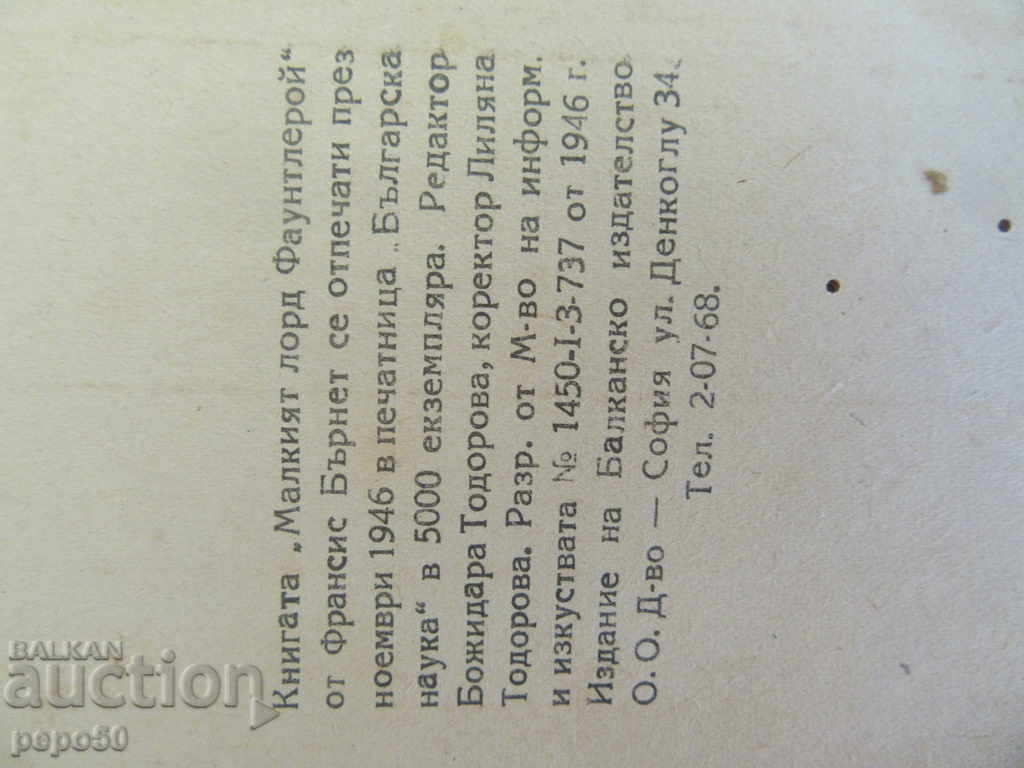 Книгата „Малкият лорд Фаунтлерой“
от Франсис Бърнет се отпечати през
ноември 1946 в печатница „Българска
наука“ в 5000 екземпляра. Редактор
Божидара Тодорова, коректор Лиляна
Тодорова. Разр. от М-во на информ.
и изкуствата № 1450-I-3-737 от 1946 г.
Издание на Балканско издателство
О. О. Д-во — София ул. Денкоглу 34.
Тел. 2-07-68.
BALKAN
auction
pepo50